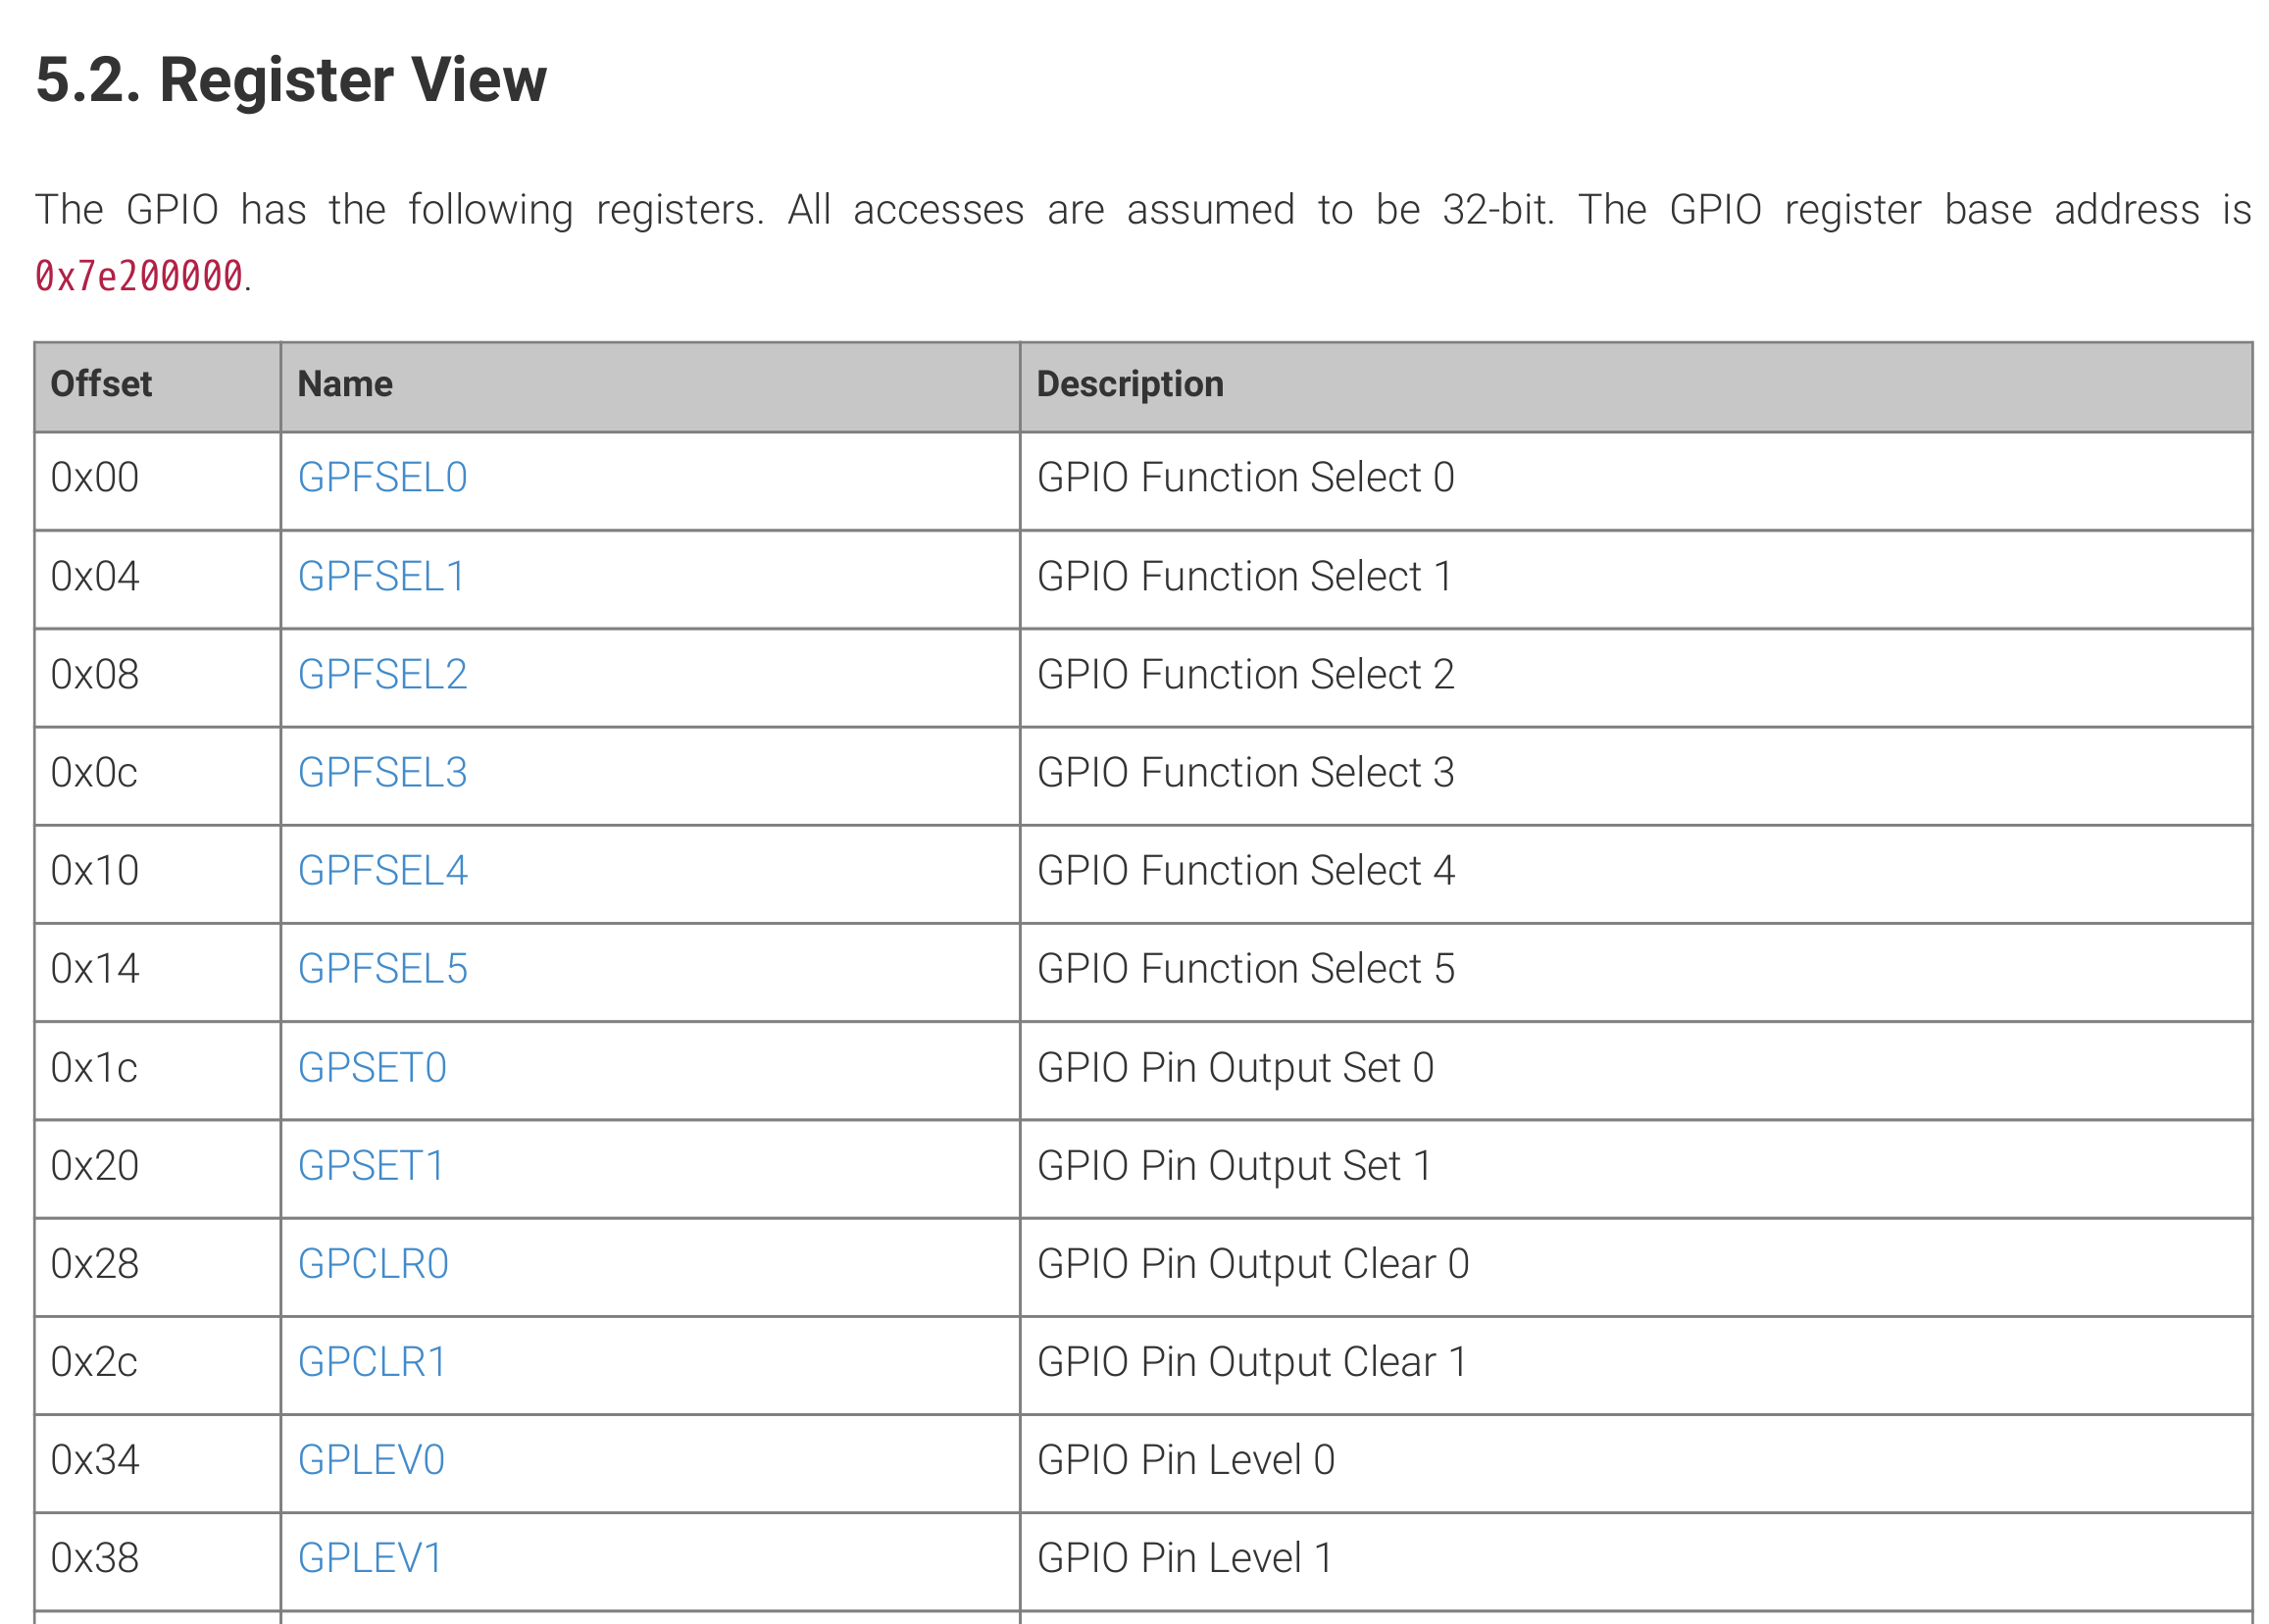 5.2. Register View
The GPIO has the following registers. All accesses are assumed to be 32-bit. The GPIO register base address is
0x7e200000.
Offset Name Description
0x00 GPFSEL0 GPIO Function Select 0
0x04 GPFSEL1 GPIO Function Select 1
0x08 GPFSEL2 GPIO Function Select 2
0x0c GPFSEL3 GPIO Function Select 3
0x10 GPFSEL4 GPIO Function Select 4
0x14 GPFSEL5 GPIO Function Select 5
0x1c GPSET0 GPIO Pin Output Set 0
0x20 GPSET1 GPIO Pin Output Set 1
0x28 GPCLR0 GPIO Pin Output Clear 0
0x2c GPCLR1 GPIO Pin Output Clear 1
0x34 GPLEV0 GPIO Pin Level 0
0x38 GPLEV1 GPIO Pin Level 1